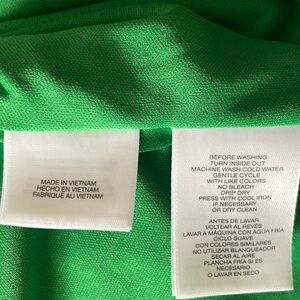 MADE IN VIETNAM
HECHO EN VIETNAM
FABRIQUÉ AU VIETNAM
BEFORE WASHING
TURN INSIDE OUT
MACHINE WASH COLD WATER
GENTLE CYCLE
WITH LIKE COLORS
NO BLEACH
DRIP DRY
PRESS WITH COOL IRON
IF NECESSARY
OR DRY CLEAN
ANTES DE LAVAR
VOLTEAR AL REVÉS
LAVAR A MÁQUINA CON AGUA FRIA
CICLO SUAVE
CON COLORES SIMILARES
NO UTILIZAR BLANQUEADOR
SECAR AL AIRE
PLANCHA FRIA SI ES
NECESARIO
O LAVAR EN SECO